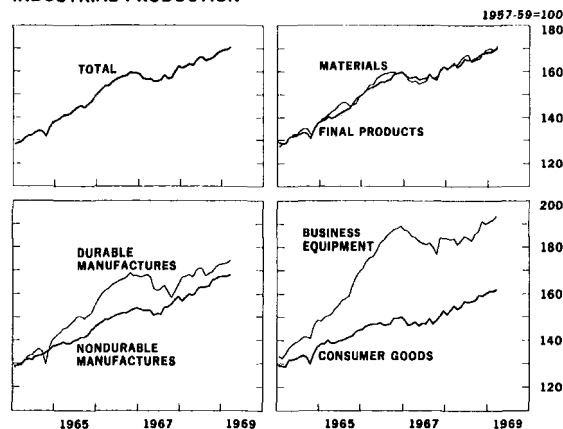 INDUSTRIAL PRODUCTION
1957-59=100
TOTAL
MATERIALS
FINAL PRODUCTS
180
160
140
120
DURABLE
MANUFACTURES
NONDURABLE
MANUFACTURES
BUSINESS
EQUIPMENT
CONSUMER GOODS
200
180
160
140
120
1965 1967 1969
1965 1967 1969